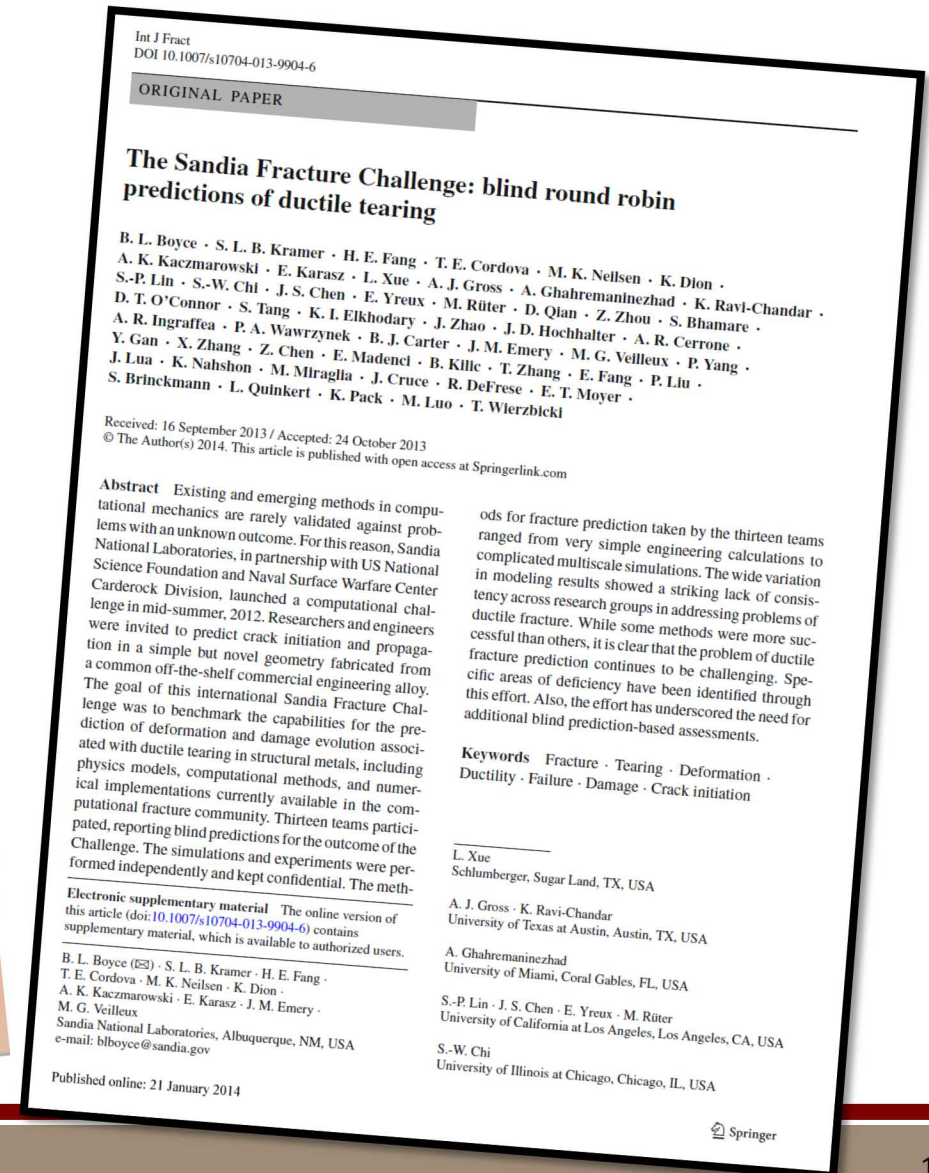 Int J Fract
DOI 10.1007/s10704-013-9904-6
ORIGINAL PAPER
The Sandia Fracture Challenge: blind round robin
predictions of ductile tearing
B. L. Boyce · S. L. B. Kramer · H. E. Fang · T. E. Cordova · M. K. Neilsen · K. Dion ·
A. K. Kaczmarowski · E. Karasz · L. Xue · A. J. Gross · A. Ghahremaninezhad · K. Ravi-Chandar ·
S.-P. Lin · S.-W. Chi · J. S. Chen · E. Yreux · M. Rüter · D. Qian · Z. Zhou · S. Bhamare ·
D. T. O'Connor · S. Tang · K. I. Elkhodary · J. Zhao · J. D. Hochhalter · A. R. Cerrone ·
A. R. Ingraffea · P. A. Wawrzynek · B. J. Carter · J. M. Emery · M. G. Veilleux · P. Yang ·
Y. Gan · X. Zhang · Z. Chen · E. Madenci · B. Kilic · T. Zhang · E. Fang · P. Liu ·
J. Lua · K. Nahshon · M. Miraglia · J. Cruce · R. DeFrese · E. T. Moyer ·
S. Brinckmann · L. Quinkert · K. Pack · M. Luo · T. Wierzbicki
Received: 16 September 2013 / Accepted: 24 October 2013
© The Author(s) 2014. This article is published with open access at Springerlink.com
Abstract Existing and emerging methods in compu-
tational mechanics are rarely validated against prob-
lems with an unknown outcome. For this reason, Sandia
National Laboratories, in partnership with US National
Science Foundation and Naval Surface Warfare Center
Carderock Division, launched a computational chal-
lenge in mid-summer, 2012. Researchers and engineers
were invited to predict crack initiation and propaga-
tion in a simple but novel geometry fabricated from
a common off-the-shelf commercial engineering alloy.
The goal of this international Sandia Fracture Chal-
lenge was to benchmark the capabilities for the pre-
diction of deformation and damage evolution associ-
ated with ductile tearing in structural metals, including
physics models, computational methods, and numer-
ical implementations currently available in the com-
putational fracture community. Thirteen teams partici-
pated, reporting blind predictions for the outcome of the
Challenge. The simulations and experiments were per-
formed independently and kept confidential. The meth-
ods for fracture prediction taken by the thirteen teams
ranged from very simple engineering calculations to
complicated multiscale simulations. The wide variation
in modeling results showed a striking lack of consis-
tency across research groups in addressing problems of
ductile fracture. While some methods were more suc-
cessful than others, it is clear that the problem of ductile
fracture prediction continues to be challenging. Spe-
cific areas of deficiency have been identified through
this effort. Also, the effort has underscored the need for
additional blind prediction-based assessments.
Keywords Fracture · Tearing · Deformation ·
Ductility · Failure · Damage · Crack initiation
Electronic supplementary material The online version of
this article (doi:10.1007/s10704-013-9904-6) contains
supplementary material, which is available to authorized users.
B. L. Boyce (✉) · S. L. B. Kramer · H. E. Fang ·
T. E. Cordova · M. K. Neilsen · K. Dion ·
A. K. Kaczmarowski · E. Karasz · J. M. Emery ·
M. G. Veilleux
Sandia National Laboratories, Albuquerque, NM, USA
e-mail: blboyce@sandia.gov
L. Xue
Schlumberger, Sugar Land, TX, USA
A. J. Gross · K. Ravi-Chandar
University of Texas at Austin, Austin, TX, USA
A. Ghahremaninezhad
University of Miami, Coral Gables, FL, USA
S.-P. Lin · J. S. Chen · E. Yreux · M. Rüter
University of California at Los Angeles, Los Angeles, CA, USA
S.-W. Chi
University of Illinois at Chicago, Chicago, IL, USA
Published online: 21 January 2014
Springer